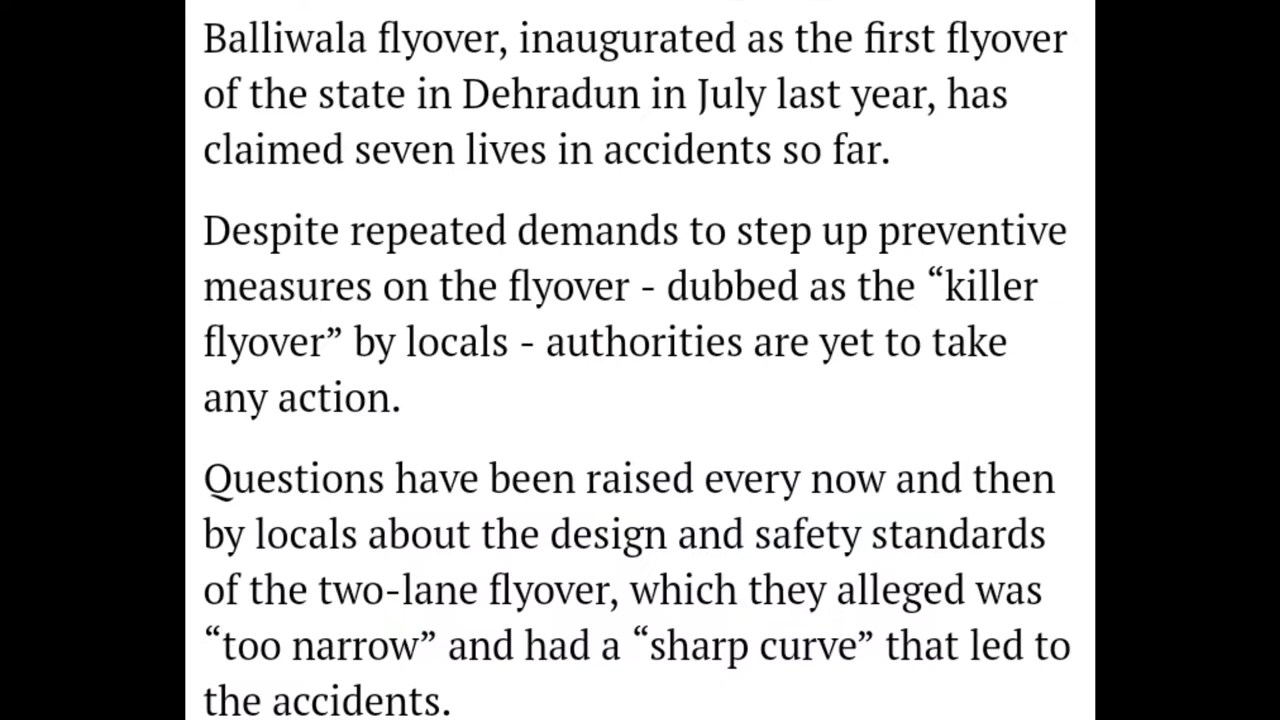 Balliwala flyover, inaugurated as the first flyover
of the state in Dehradun in July last year, has
claimed seven lives in accidents so far.
Despite repeated demands to step up preventive
measures on the flyover - dubbed as the “killer
flyover” by locals - authorities are yet to take
any action.
Questions have been raised every now and then
by locals about the design and safety standards
of the two-lane flyover, which they alleged was
“too narrow” and had a “sharp curve” that led to
the accidents.